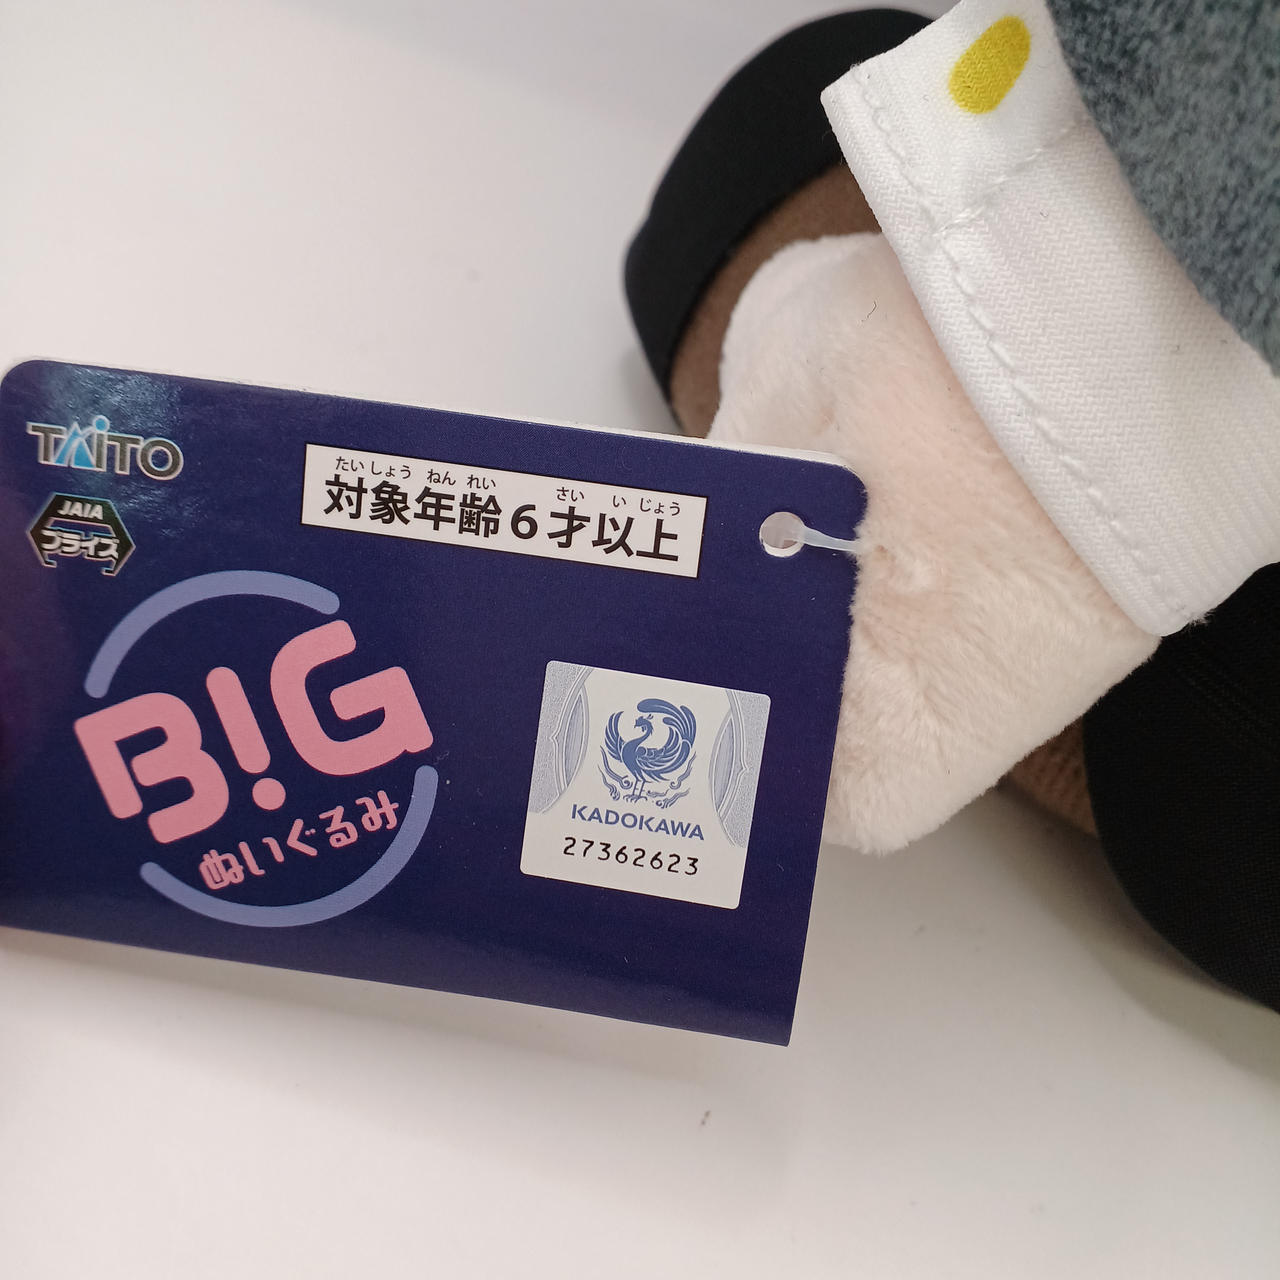 TAiTO
JAIA
プライズ
たいしょう ねんれい さい い じょう
対象年齢6才以上
B!G
ぬいぐるみ
KADOKAWA
27362623